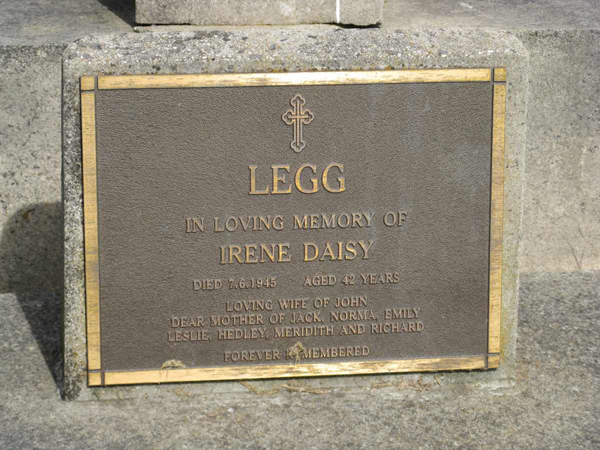 LEGG
IN LOVING MEMORY OF
IRENE DAISY
DIED 7.6.1945 AGED 42 YEARS
LOVING WIFE OF JOHN
DEAR MOTHER OF JACK, NORMA, EMILY
LESLIE, HEDLEY, MERIDITH AND RICHARD
FOREVER REMEMBERED